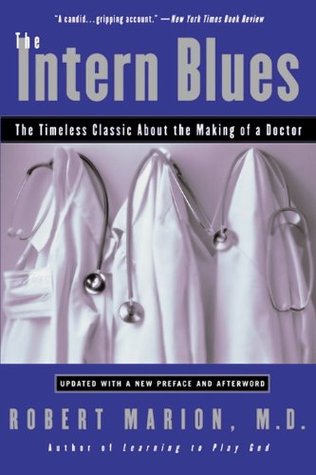 "A candid... gripping account." —New York Times Book Review
The
Intern Blues
The Timeless Classic About the Making of a Doctor
UPDATED WITH A NEW PREFACE AND AFTERWORD
ROBERT MARION, M.D.
Author of Learning to Play God